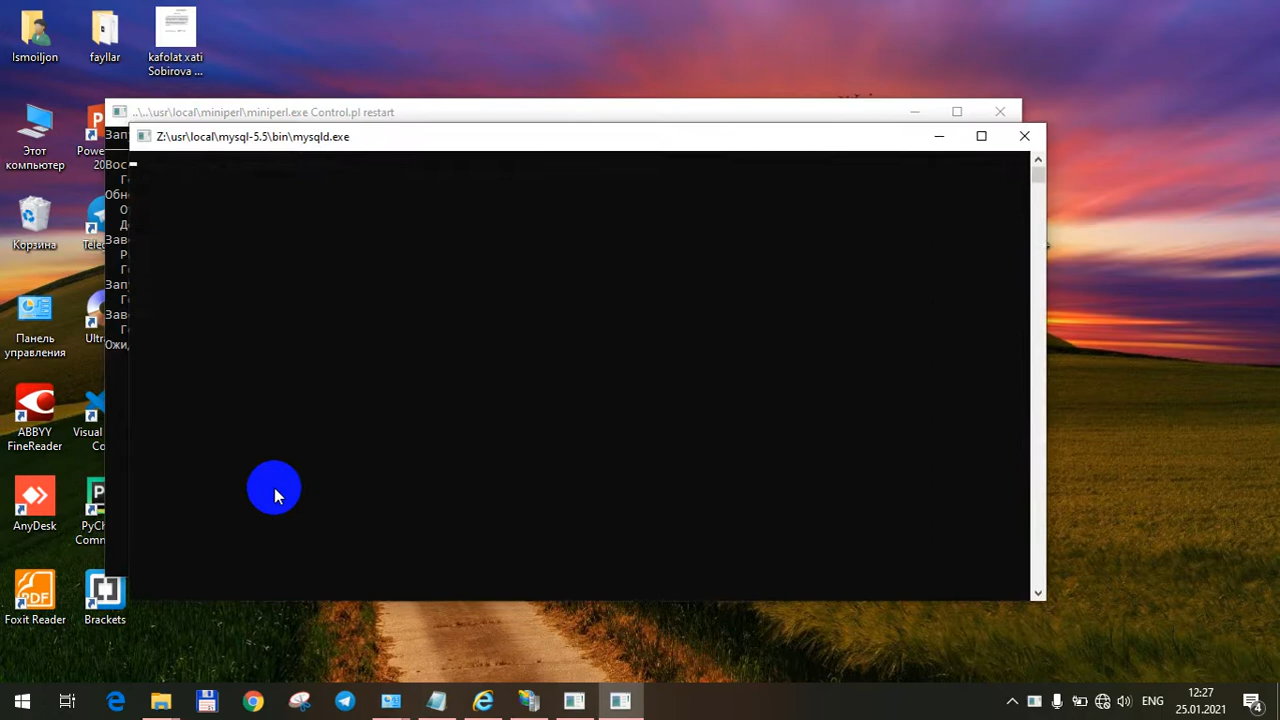 Ismoiljon
fayllar
kafolat xati
Sobirova ...
..\..\usr\local\miniperl\miniperl.exe Control.pl restart
Z:\usr\local\mysql-5.5\bin\mysqld.exe
Этот
компьютер
Корзина
Панель
управления
ABBYY
FineReader
AnyDesk
Foxit Reader
Brackets
ENG
12:27
25.01.2021
4